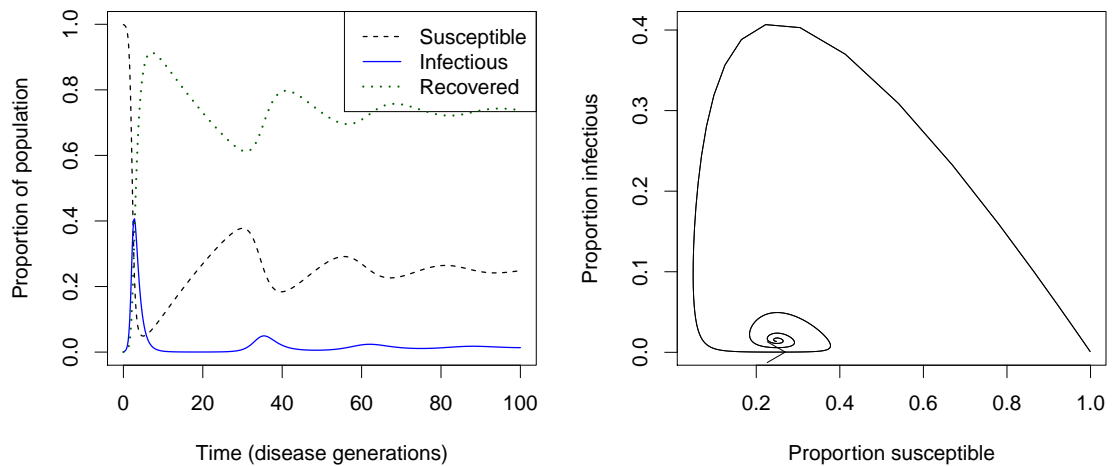 Proportion of population
1.0
0.8
0.6
0.4
0.2
0.0
Susceptible
Infectious
Recovered
0 20 40 60 80 100
Time (disease generations)
Proportion infectious
0.4
0.3
0.2
0.1
0.0
0.2 0.4 0.6 0.8 1.0
Proportion susceptible